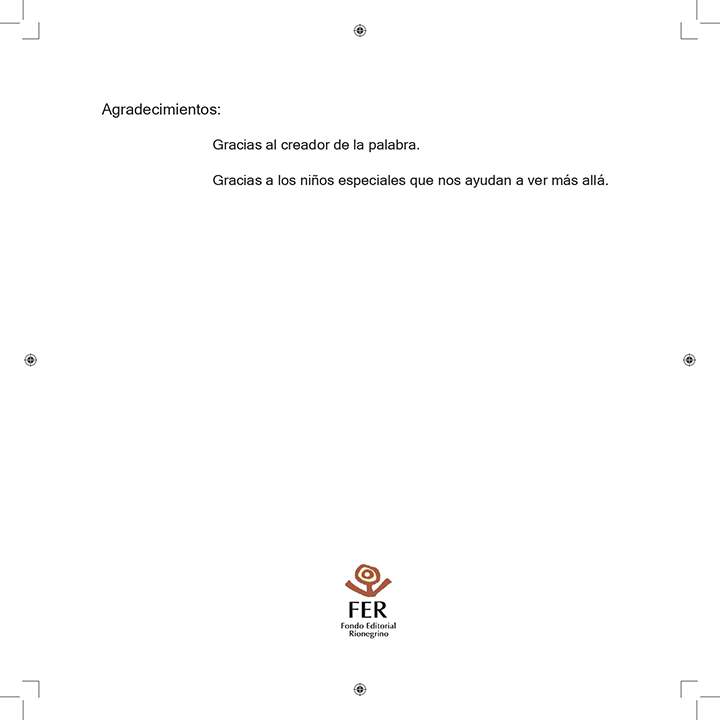 Agradecimientos:
Gracias al creador de la palabra.
Gracias a los niños especiales que nos ayudan a ver más allá.
FER
Fondo Editorial
Rionegrino